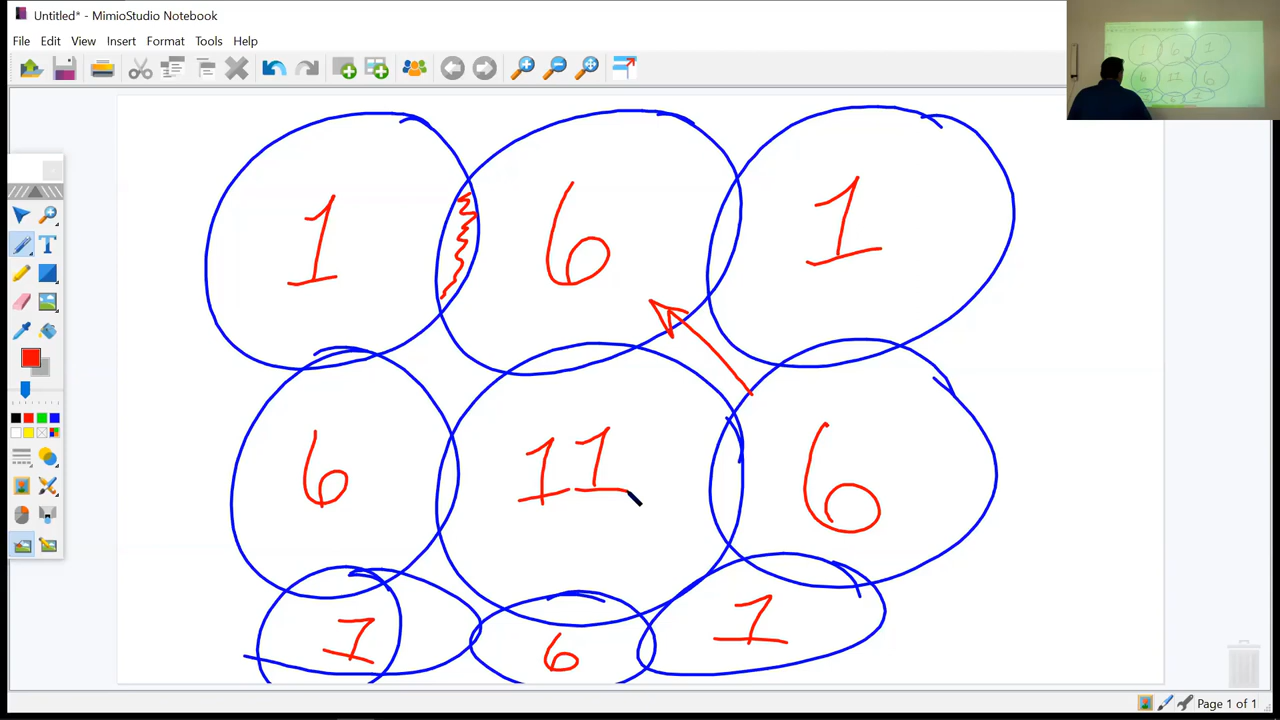 Untitled* - MimioStudio Notebook
File Edit View Insert Format Tools Help
1 6 1
6 11 6
1 6 1
Page 1 of 1